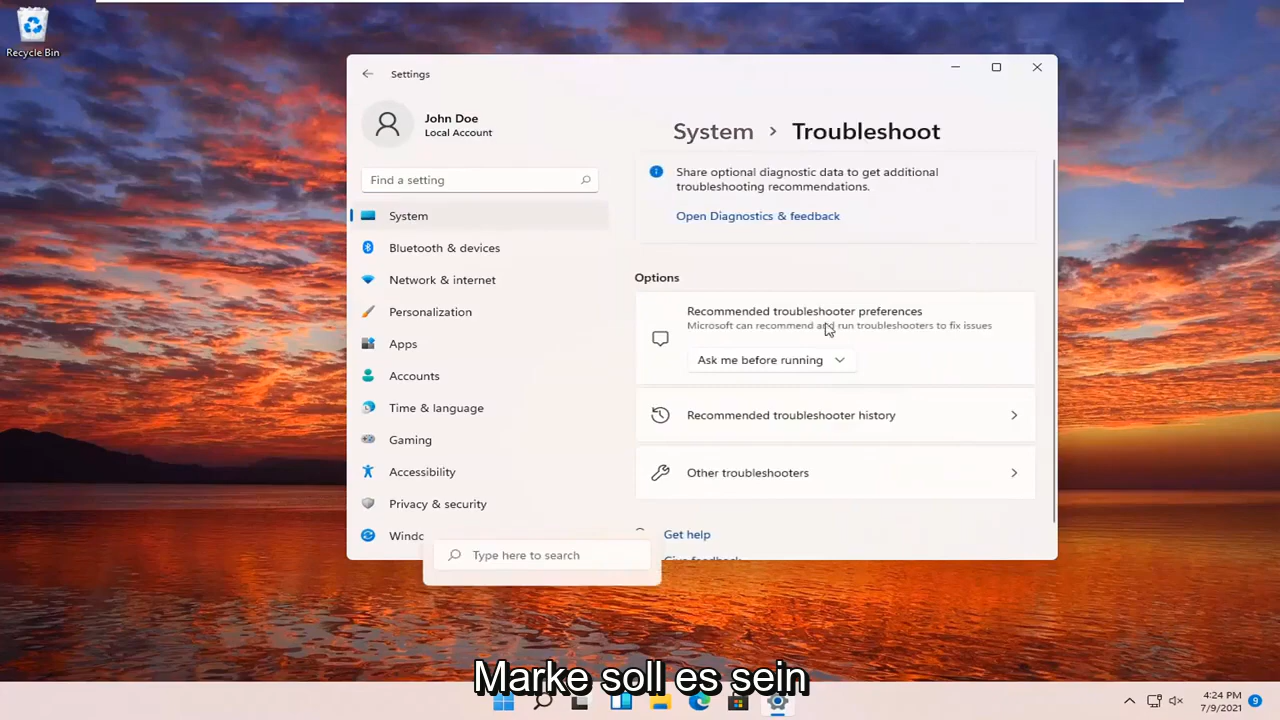 Recycle Bin
Settings
John Doe
Local Account
Find a setting
System
Bluetooth & devices
Network & internet
Personalization
Apps
Accounts
Time & language
Gaming
Accessibility
Privacy & security
Type here to search
System > Troubleshoot
Share optional diagnostic data to get additional
troubleshooting recommendations.
Open Diagnostics & feedback
Options
Recommended troubleshooter preferences
Microsoft can recommend and run troubleshooters to fix issues
Ask me before running
Recommended troubleshooter history
Other troubleshooters
Get help
Give feedback
Marke soll es sein
4:24 PM
7/9/2021
9